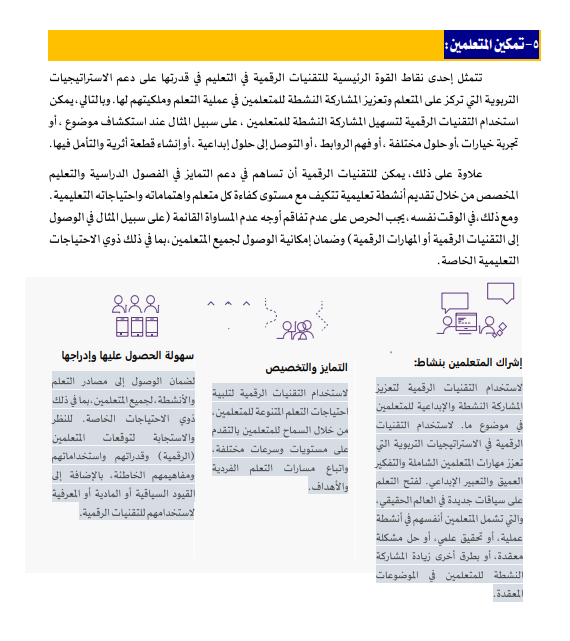 ٥- تمكين المتعلمين :
تتمثل إحدى نقاط القوة الرئيسية للتقنيات الرقمية في التعليم في قدرتها على دعم الاستراتيجيات
التربوية التي تركز على المتعلم وتعزيز المشاركة النشطة للمتعلمين في عملية التعلم وملكيتهم لها. وبالتالي، يمكن
استخدام التقنيات الرقمية لتسهيل المشاركة النشطة للمتعلمين ، على سبيل المثال عند استكشاف موضوع ، أو
تجربة خيارات ،أو حلول مختلفة ، أو فهم الروابط ، أو التوصل إلى حلول إبداعية ، أو إنشاء قطعة أثرية والتأمل فيها.
علاوة على ذلك، يمكن للتقنيات الرقمية أن تساهم في دعم التمايز في الفصول الدراسية والتعليم
المخصص من خلال تقديم أنشطة تعليمية تتكيف مع مستوى كفاءة كل متعلم واهتماماته واحتياجاته التعليمية.
ومع ذلك، في الوقت نفسه، يجب الحرص على عدم تفاقم أوجه عدم المساواة القائمة ( على سبيل المثال في الوصول
إلى التقنيات الرقمية أو المهارات الرقمية ) وضمان إمكانية الوصول لجميع المتعلمين ،بما في ذلك ذوي الاحتياجات
التعليمية الخاصة.
إشراك المتعلمين بنشاط:
لاستخدام التقنيات الرقمية لتعزيز
المشاركة النشطة والإبداعية للمتعلمين
في موضوع ما. لاستخدام التقنيات
الرقمية في الاستراتيجيات التربوية التي
تعزز مهارات المتعلمين الشاملة والتفكير
العميق والتعبير الإبداعي. لفتح التعلم
على سياقات جديدة في العالم الحقيقي،
والتي تشمل المتعلمين أنفسهم في أنشطة
عملية، أو تحقيق علمي، أو حل مشكلة
معقدة، أو بطرق أخرى زيادة المشاركة
النشطة للمتعلمين في الموضوعات
المعقدة.
التمايز والتخصيص
لاستخدام التقنيات الرقمية لتلبية
احتياجات التعلم المتنوعة للمتعلمين،
من خلال السماح للمتعلمين بالتقدم
على مستويات وسرعات مختلفة،
واتباع مسارات التعلم الفردية
والأهداف.
سهولة الحصول عليها وإدراجها
لضمان الوصول إلى مصادر التعلم
والأنشطة، لجميع المتعلمين، بما في ذلك
ذوي الاحتياجات الخاصة. للنظر
والاستجابة لتوقعات المتعلمين
(الرقمية) وقدراتهم واستخداماتهم
ومفاهيمهم الخاطئة، بالإضافة إلى
القيود السياقية أو المادية أو المعرفية
لاستخدامهم للتقنيات الرقمية.